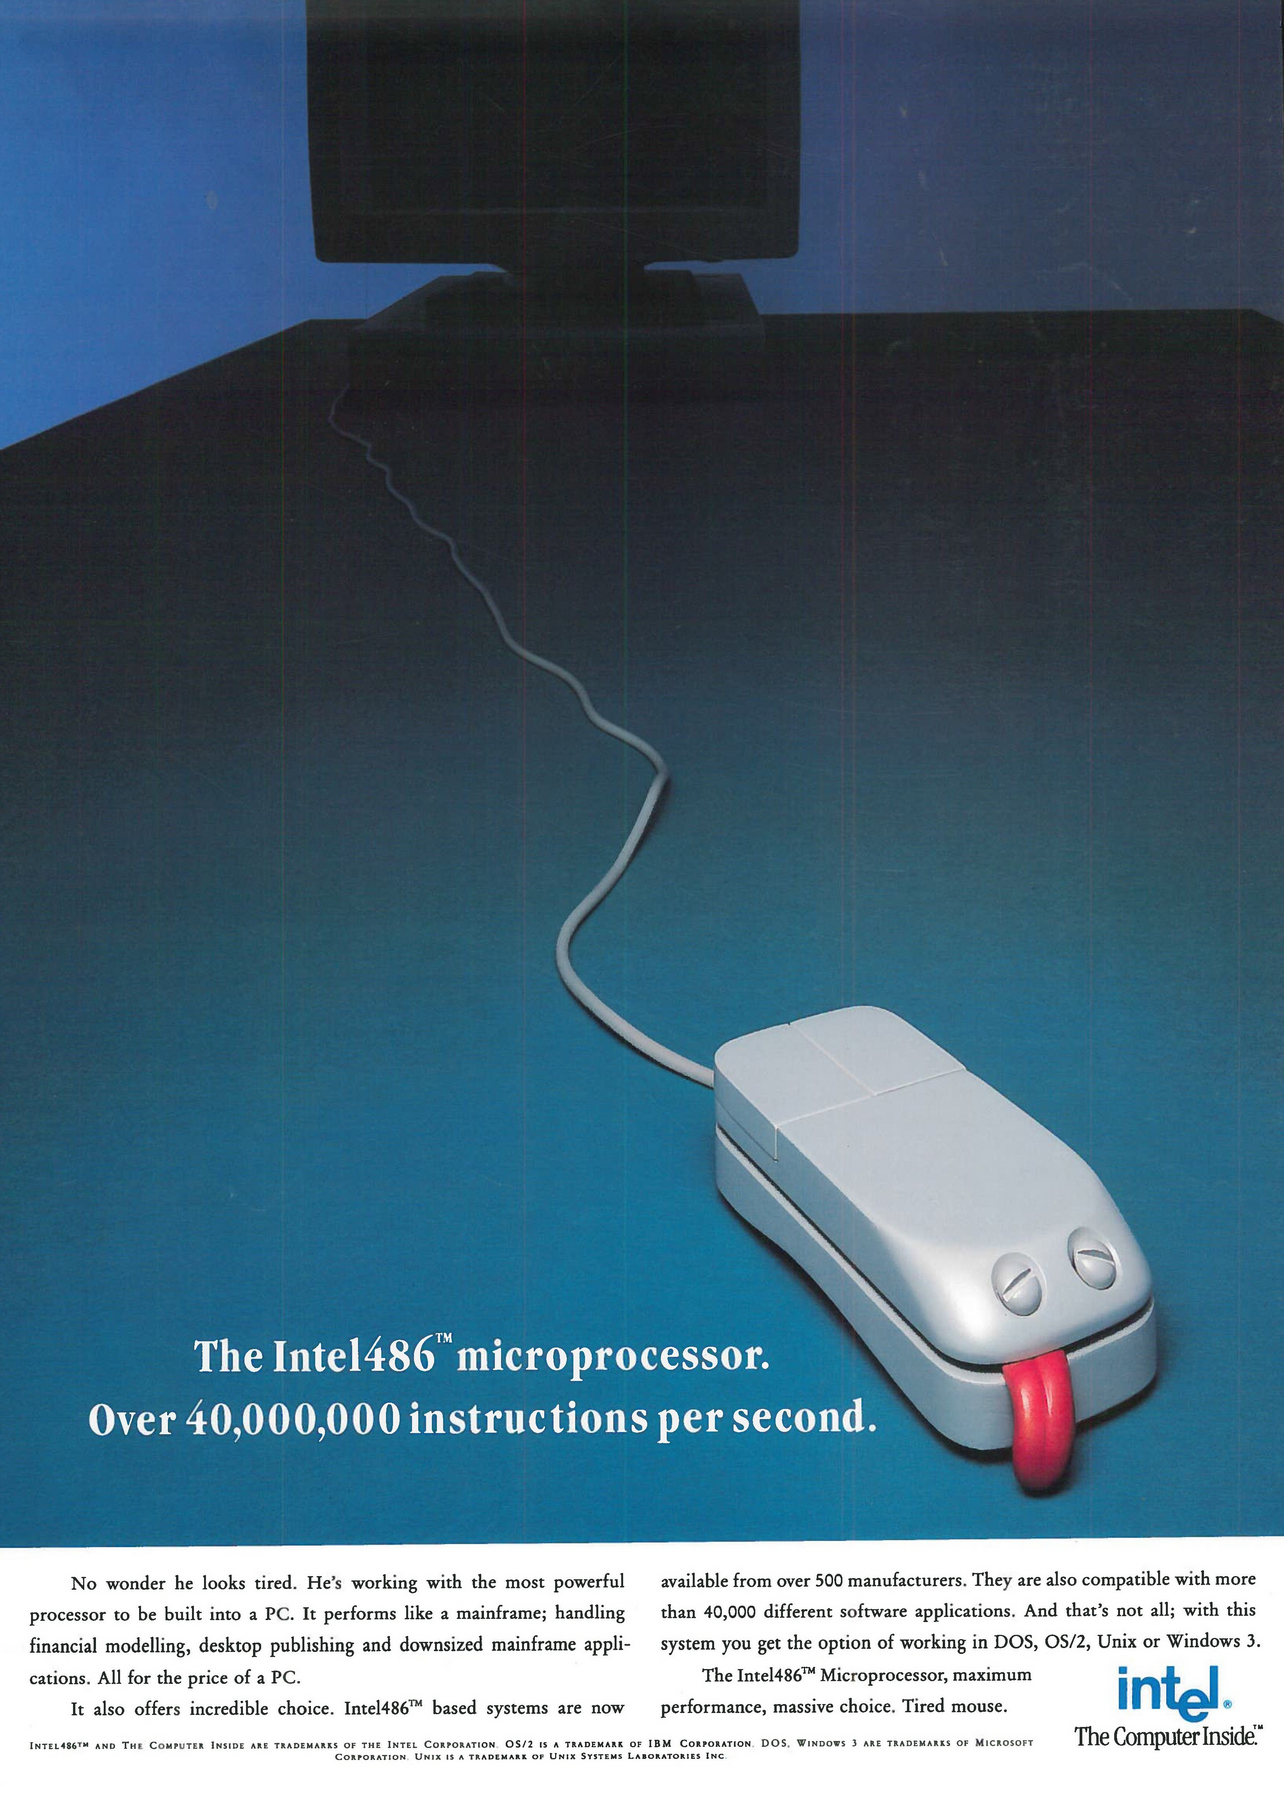 The Intel486™ microprocessor.
Over 40,000,000 instructions per second.
No wonder he looks tired. He's working with the most powerful
processor to be built into a PC. It performs like a mainframe; handling
financial modelling, desktop publishing and downsized mainframe appli-
cations. All for the price of a PC.
It also offers incredible choice. Intel486™ based systems are now
available from over 500 manufacturers. They are also compatible with more
than 40,000 different software applications. And that's not all; with this
system you get the option of working in DOS, OS/2, Unix or Windows 3.
The Intel486™ Microprocessor, maximum
performance, massive choice. Tired mouse.
intel®
The Computer Inside.™
INTEL486™ AND THE COMPUTER INSIDE ARE TRADEMARKS OF THE INTEL CORPORATION. OS/2 IS A TRADEMARK OF IBM CORPORATION. DOS, WINDOWS 3 ARE TRADEMARKS OF MICROSOFT
CORPORATION. UNIX IS A TRADEMARK OF UNIX SYSTEMS LABORATORIES INC.